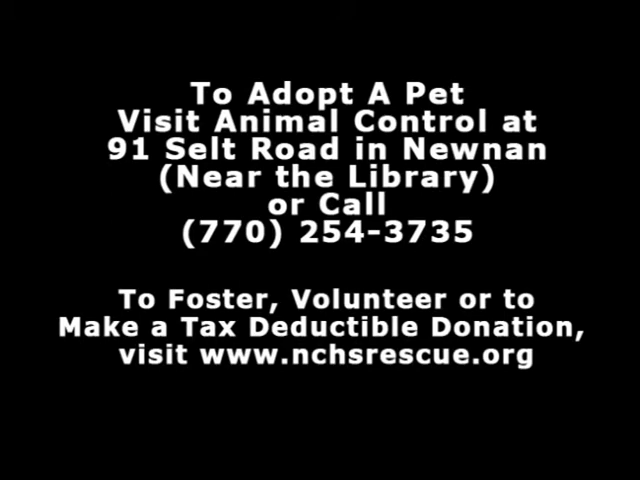 To Adopt A Pet
Visit Animal Control at
91 Selt Road in Newnan
(Near the Library)
or Call
(770) 254-3735
To Foster, Volunteer or to
Make a Tax Deductible Donation,
visit www.nchsrescue.org